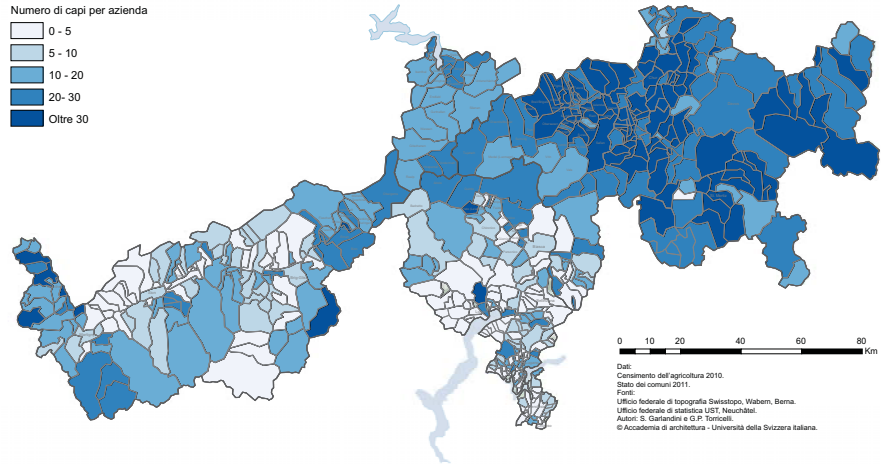 Numero di capi per azienda
0 - 5
5 - 10
10 - 20
20- 30
Oltre 30
0 10 20 40 60 80
Km
Dati:
Censimento dell'agricoltura 2010.
Stato dei comuni 2011.
Fonti:
Ufficio federale di topografia Swisstopo, Wabern, Berna.
Ufficio federale di statistica UST, Neuchâtel.
Autori: S. Garlandini e G.P. Torricelli.
© Accademia di architettura - Università della Svizzera italiana.